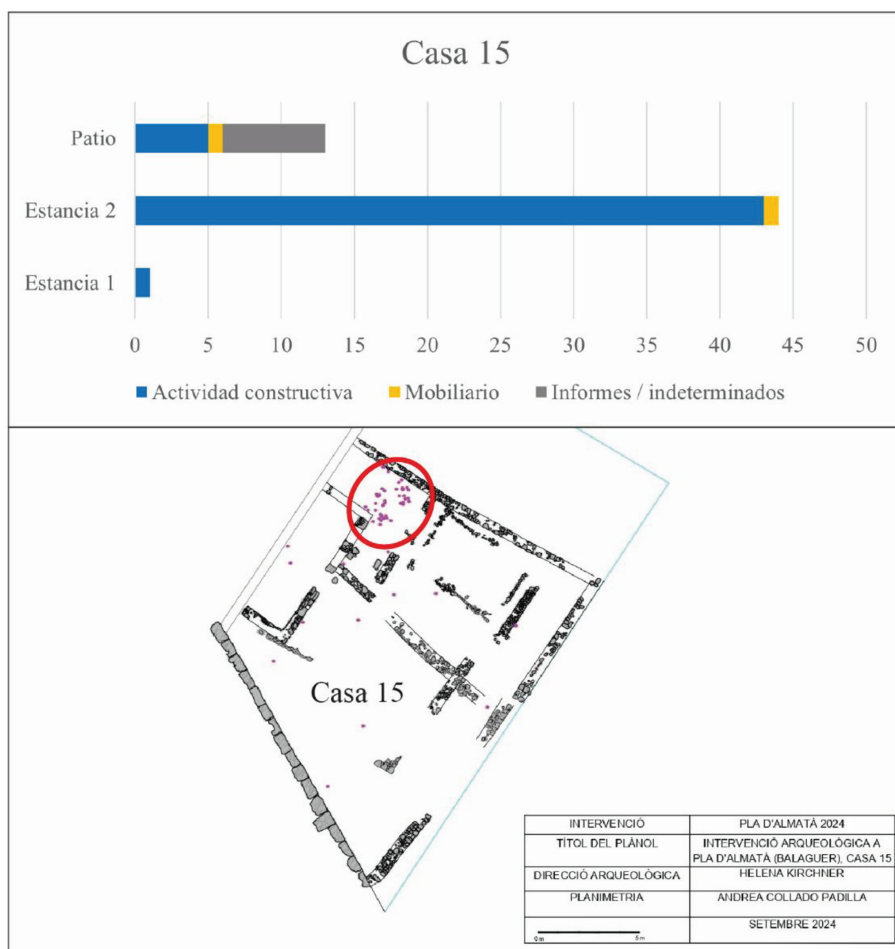 Casa 15
Patio
Estancia 2
Estancia 1
0 5 10 15 20 25 30 35 40 45 50
Actividad constructiva Mobiliario Informes / indeterminados
Casa 15
INTERVENCIÓ PLA D'ALMATÀ 2024
TÍTOL DEL PLÀNOL INTERVENCIÓ ARQUEOLÒGICA A
PLA D'ALMATÀ (BALAGUER), CASA 15
DIRECCIÓ ARQUEOLÒGICA HELENA KIRCHNER
PLANIMETRIA ANDREA COLLADO PADILLA
SETEMBRE 2024
0 m 5 m